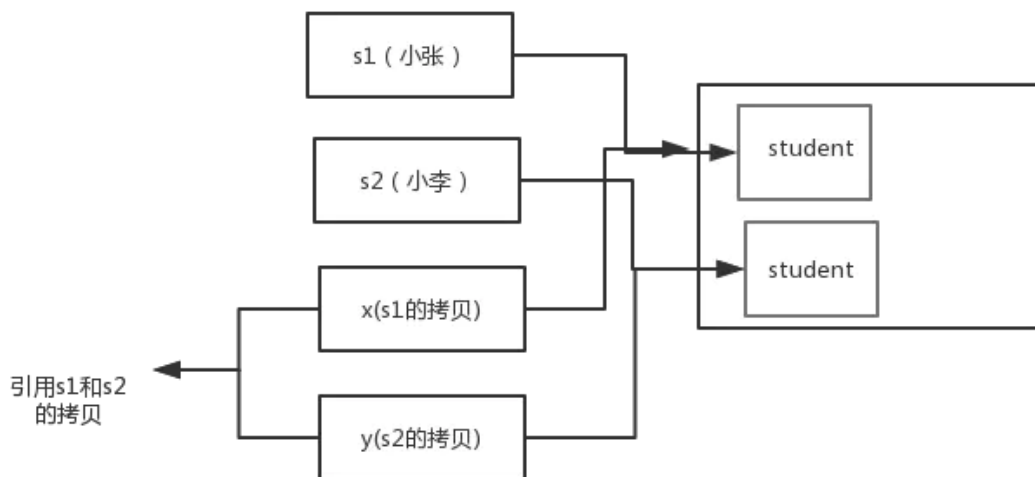 s1（小张）
student
s2（小李）
student
x(s1的拷贝)
引用s1和s2
的拷贝
y(s2的拷贝)